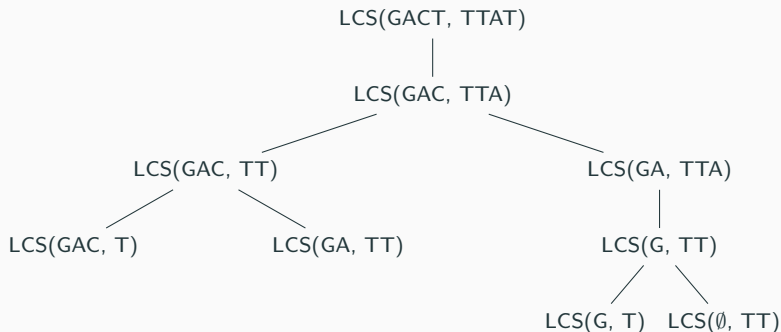 LCS(GACT, TTAT)
LCS(GAC, TTA)
LCS(GAC, TT)
LCS(GA, TTA)
LCS(GAC, T)
LCS(GA, TT)
LCS(G, TT)
LCS(G, T)
LCS(∅, TT)